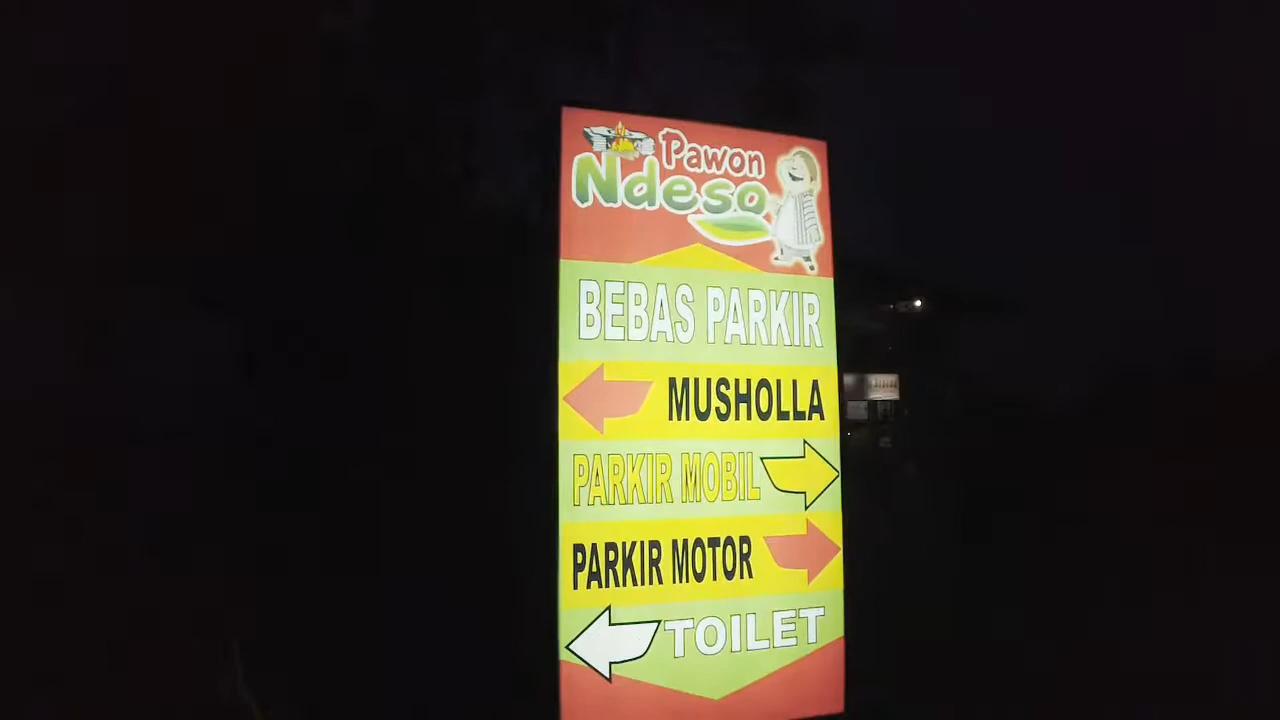 Pawon
Ndeso
BEBAS PARKIR
MUSHOLLA
PARKIR MOBIL
PARKIR MOTOR
TOILET